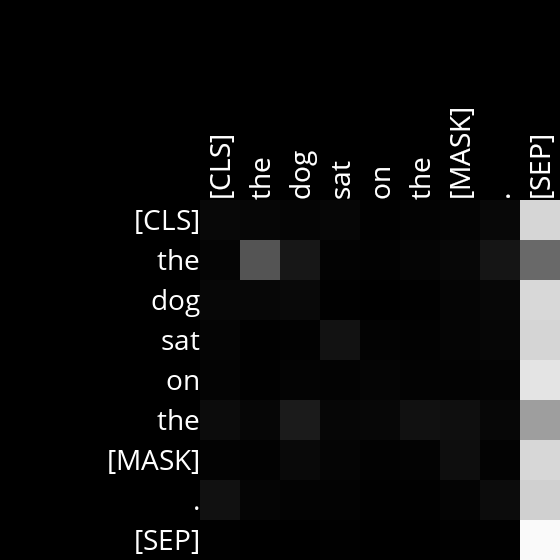 [CLS] the dog sat on the [MASK] . [SEP]
[CLS]
the
dog
sat
on
the
[MASK]
.
[SEP]